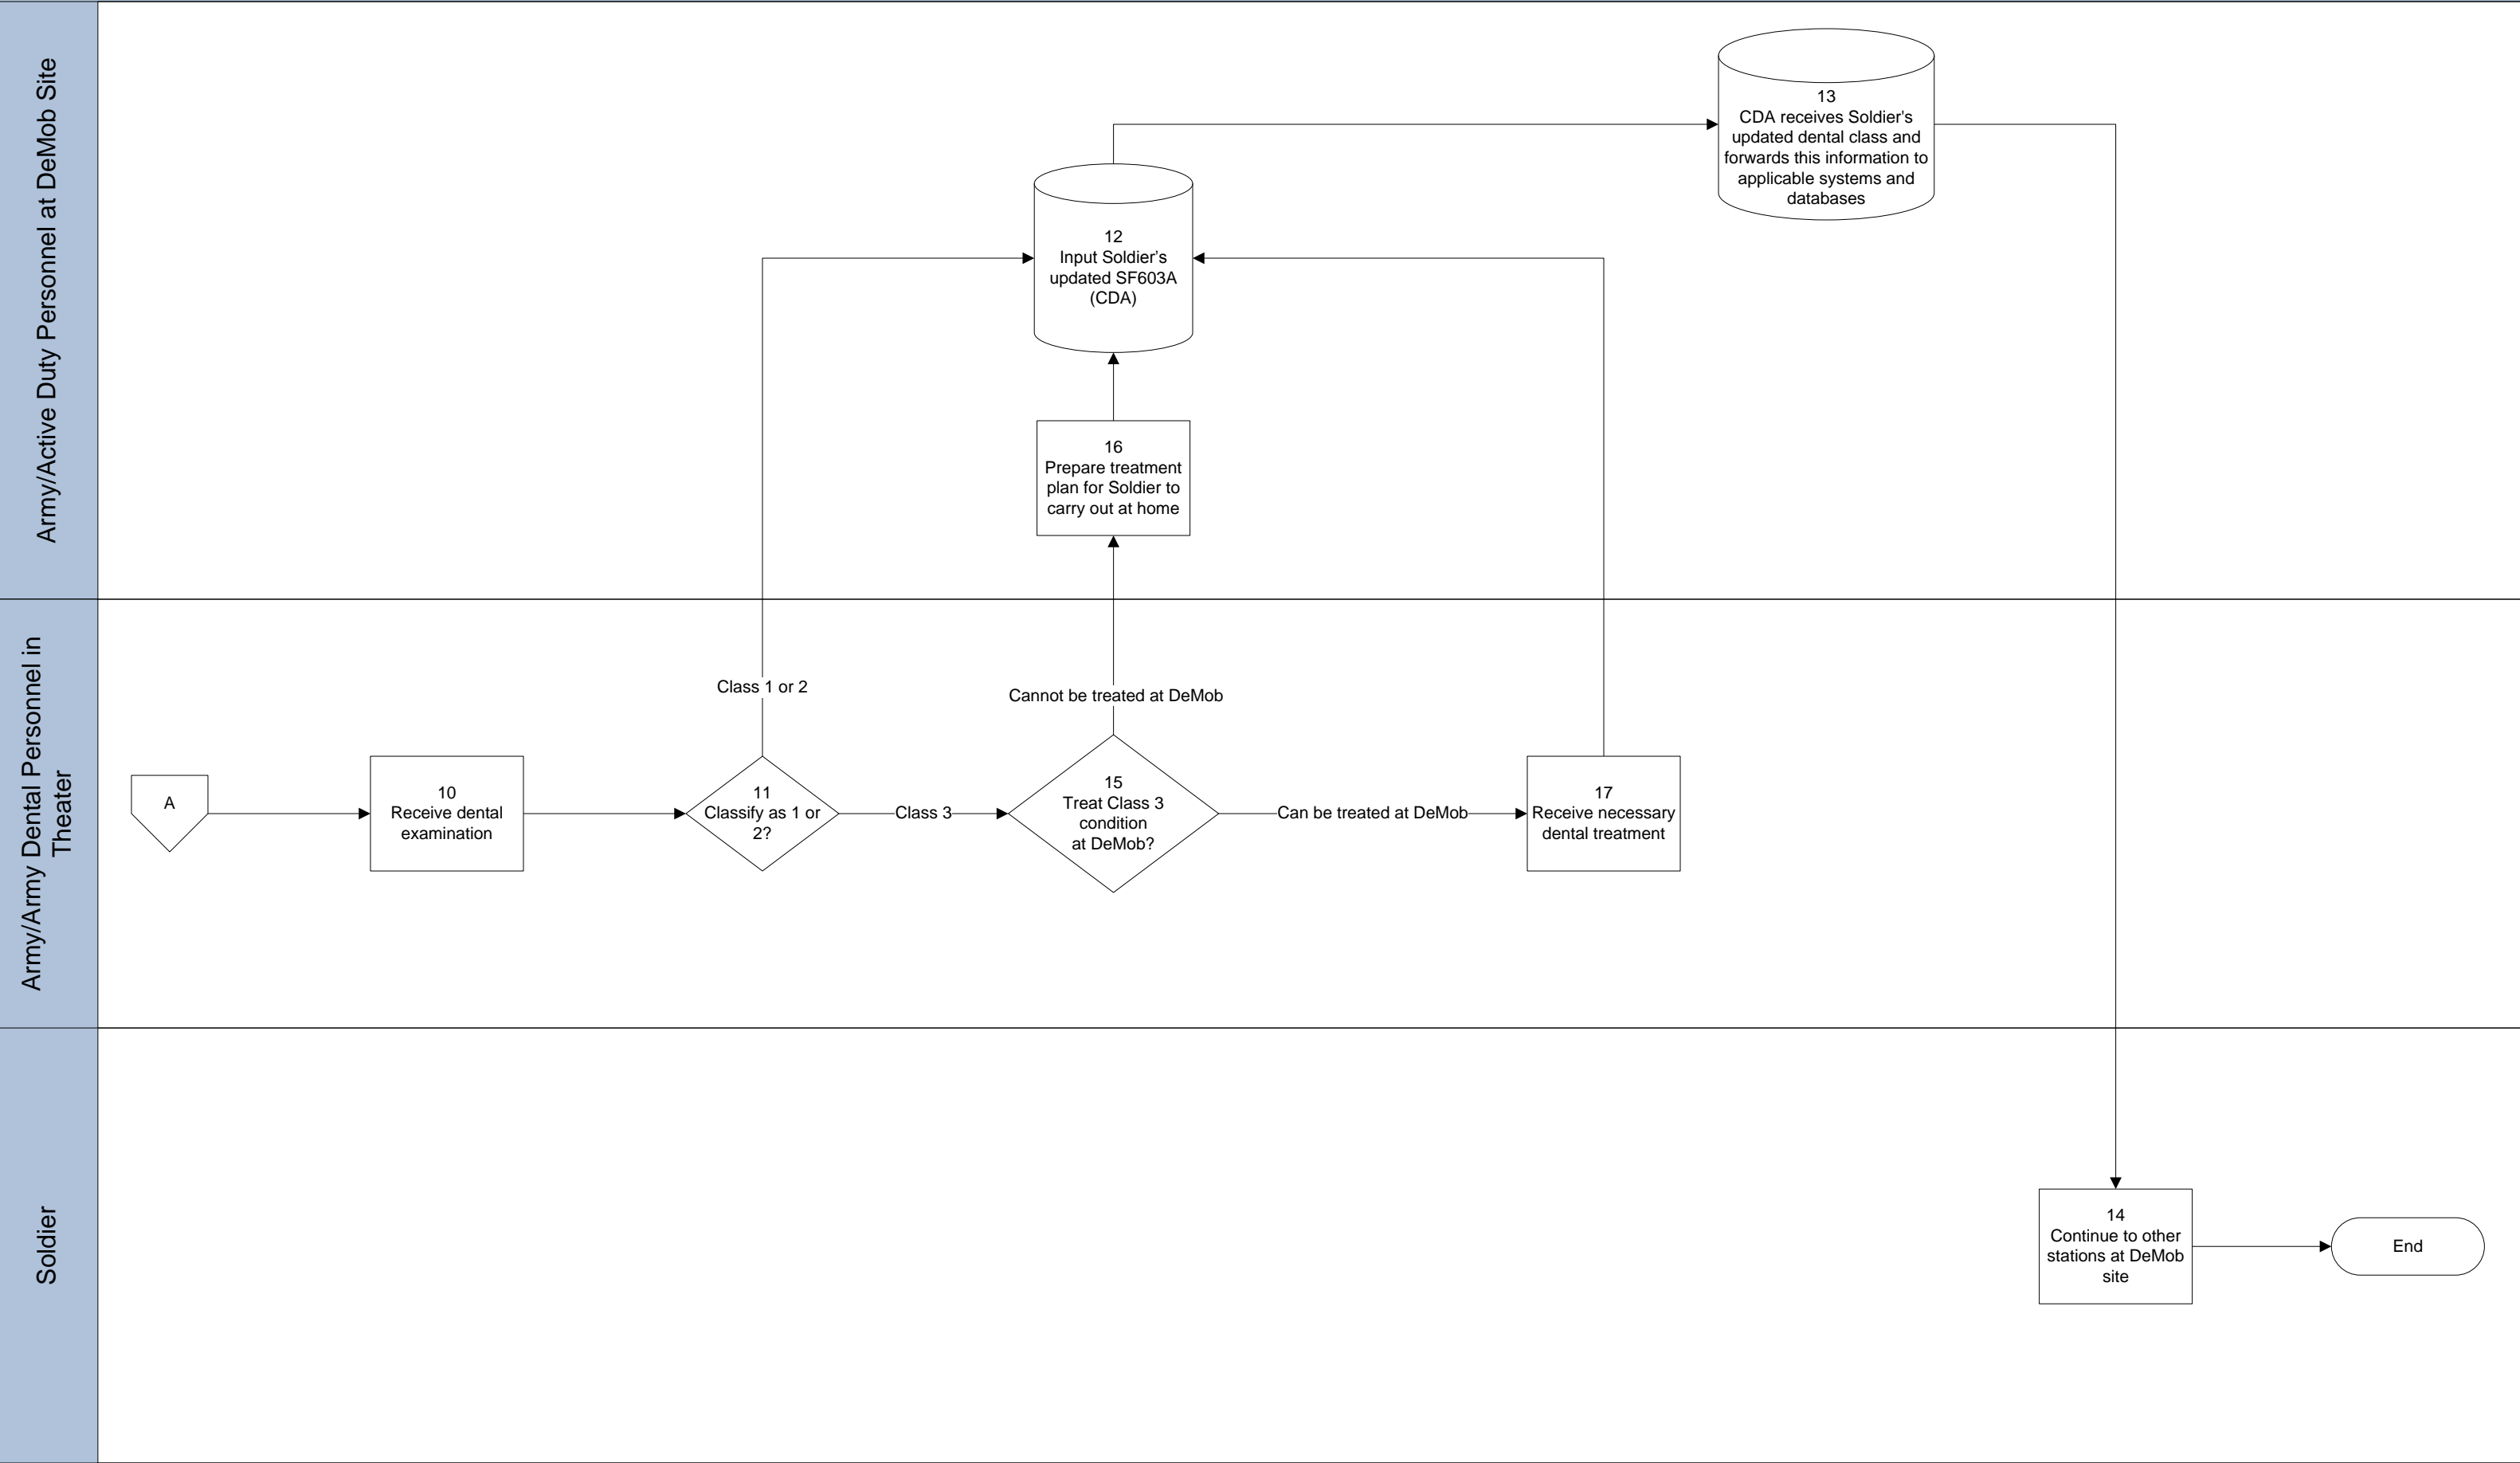 Army/Active Duty Personnel at DeMob Site
13
CDA receives Soldier's
updated dental class and
forwards this information to
applicable systems and
databases
12
Input Soldier's
updated SF603A
(CDA)
16
Prepare treatment
plan for Soldier to
carry out at home
Army/Army Dental Personnel in
Theater
Class 1 or 2
Cannot be treated at DeMob
A
10
Receive dental
examination
11
Classify as 1 or
2?
Class 3
15
Treat Class 3
condition
at DeMob?
Can be treated at DeMob
17
Receive necessary
dental treatment
Soldier
14
Continue to other
stations at DeMob
site
End